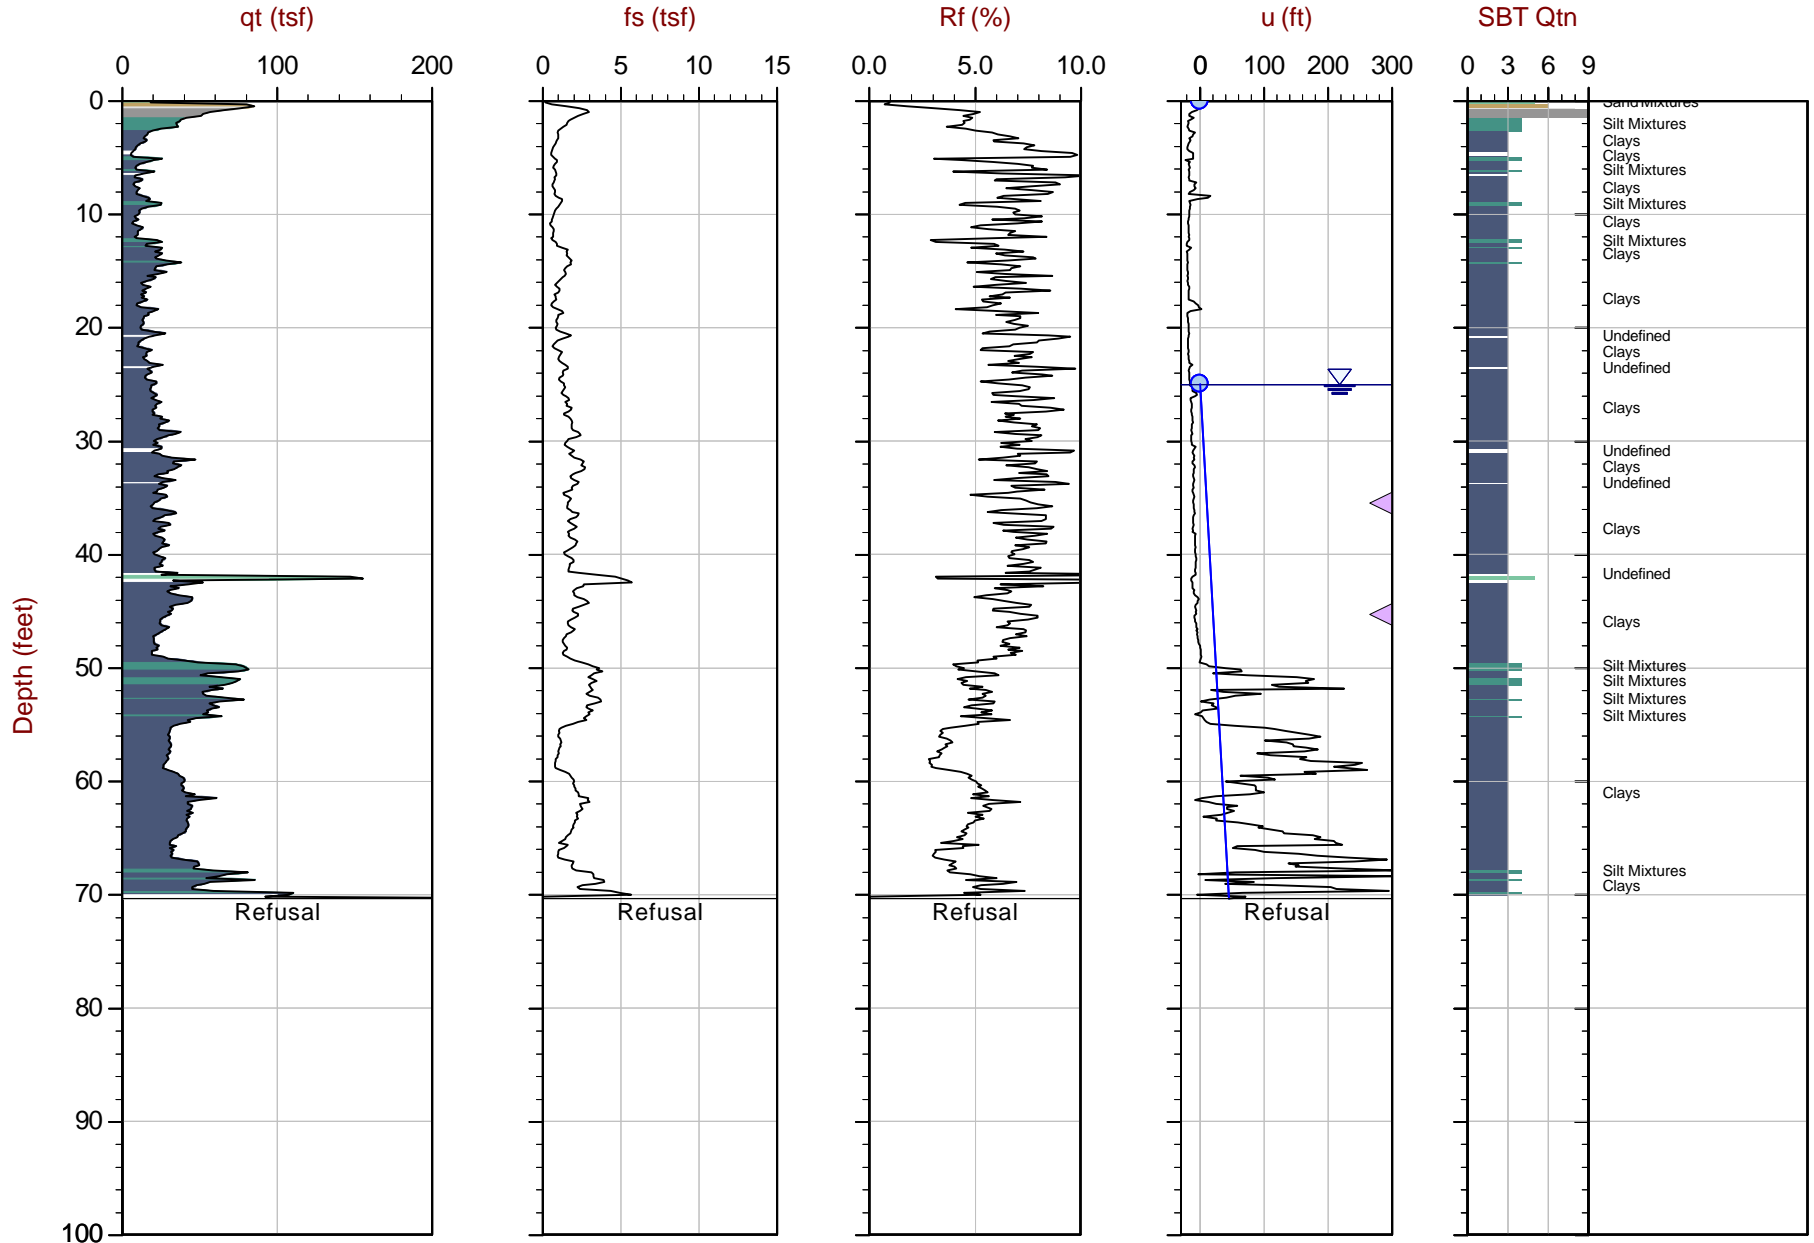 qt (tsf) fs (tsf) Rf (%) u (ft) SBT Qtn
0 100 200 0 5 10 15 0.0 5.0 10.0 0 100 200 300 0 3 6 9
0
Sand Mixtures
Silt Mixtures
Clays
Clays
Silt Mixtures
Clays
Silt Mixtures
10
Clays
Silt Mixtures
Clays
Clays
20
Undefined
Clays
Undefined
Clays
30
Undefined
Clays
Undefined
Clays
40
Undefined
Clays
Depth (feet)
50
Silt Mixtures
Silt Mixtures
Silt Mixtures
Silt Mixtures
60
Clays
Silt Mixtures
Clays
70
Refusal Refusal Refusal Refusal
80
90
100